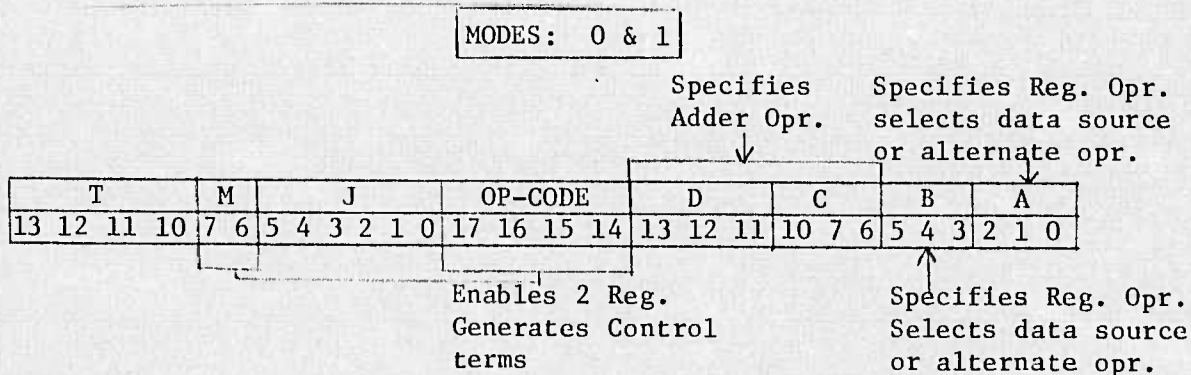 MODES: 0 & 1
Specifies Adder Opr.
Specifies Reg. Opr. selects data source or alternate opr.
T M J OP-CODE D C B A
13 12 11 10 7 6 5 4 3 2 1 0 17 16 15 14 13 12 11 10 7 6 5 4 3 2 1 0
Enables 2 Reg. Generates Control terms
Specifies Reg. Opr. Selects data source or alternate opr.